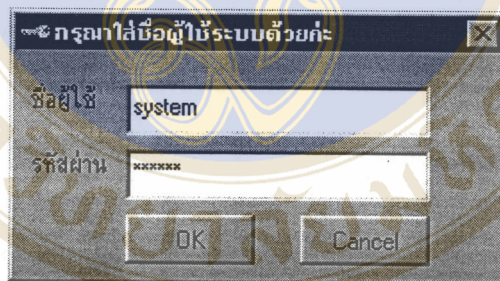 กรุณาใส่ชื่อผู้ใช้ระบบด้วยค่ะ
ชื่อผู้ใช้ system
รหัสผ่าน ××××××
OK Cancel